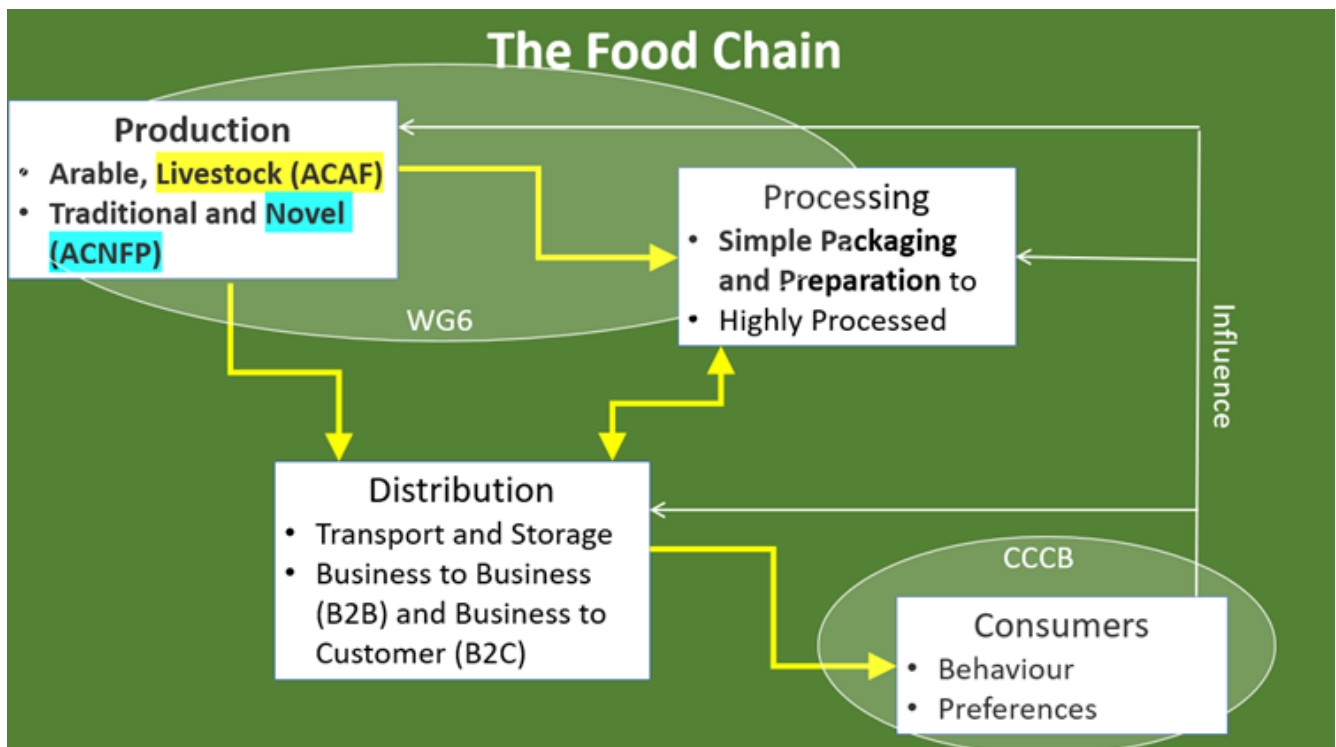 The Food Chain
Production
• Arable, Livestock (ACAF)
• Traditional and Novel
(ACNFP)
WG6
Processing
• Simple Packaging
and Preparation to
• Highly Processed
Influence
Distribution
• Transport and Storage
• Business to Business
(B2B) and Business to
Customer (B2C)
CCCB
Consumers
• Behaviour
• Preferences